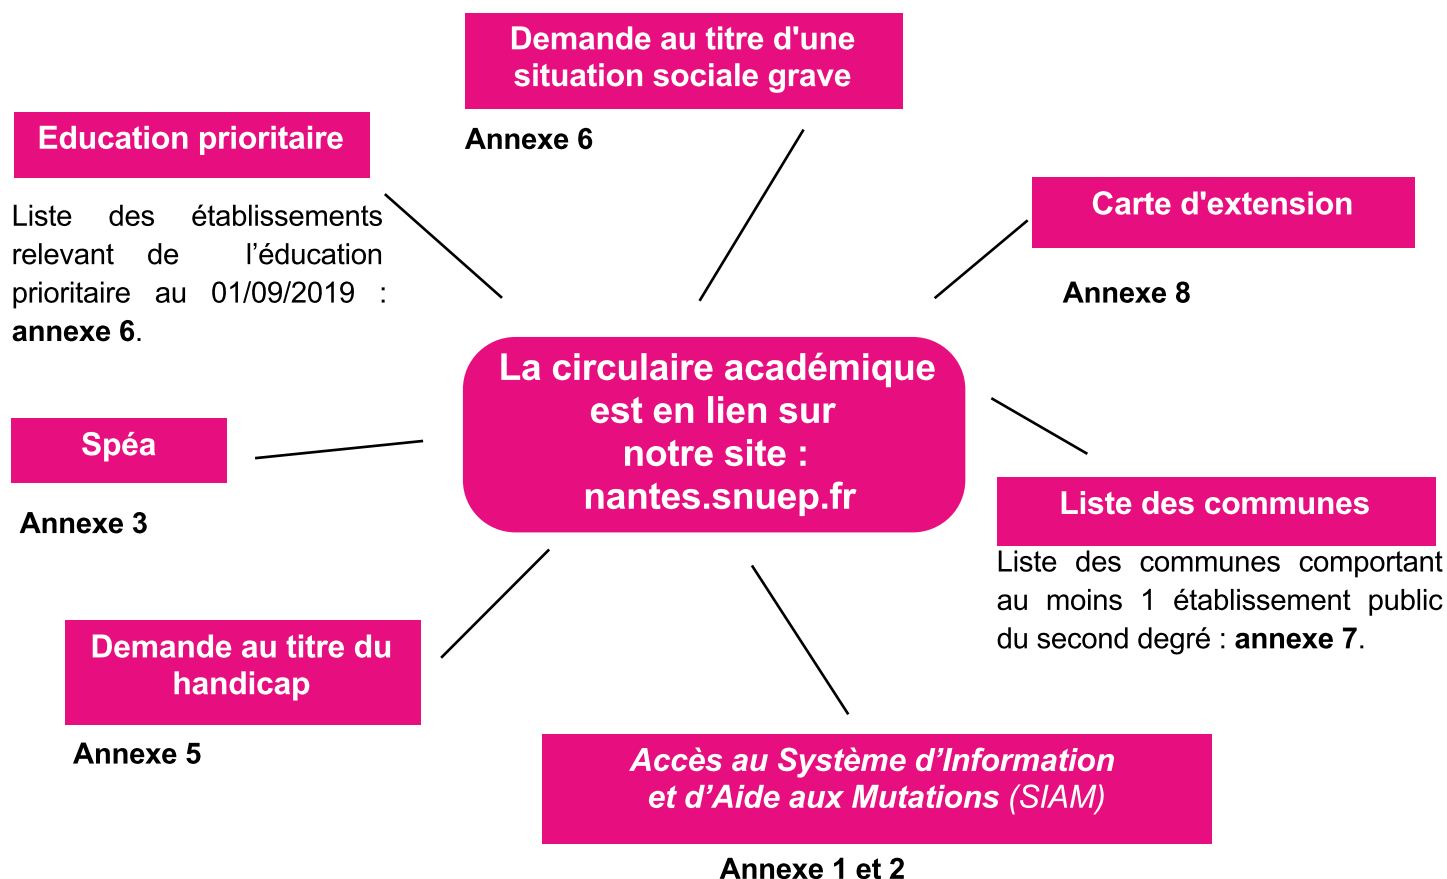 Demande au titre d'une
situation sociale grave
Annexe 6
Education prioritaire
Liste des établissements
relevant de l’éducation
prioritaire au 01/09/2019 :
annexe 6.
Carte d'extension
Annexe 8
La circulaire académique
est en lien sur
notre site :
nantes.snuep.fr
Spéa
Annexe 3
Liste des communes
Liste des communes comportant
au moins 1 établissement public
du second degré : annexe 7.
Demande au titre du
handicap
Annexe 5
Accès au Système d’Information
et d’Aide aux Mutations (SIAM)
Annexe 1 et 2